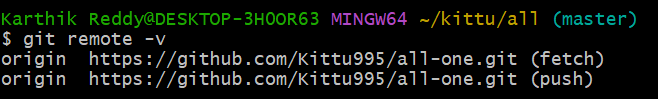 Karthik Reddy@DESKTOP-3HOOR63 MINGW64 ~/kittu/all (master)
$ git remote -v
origin  https://github.com/Kittu995/all-one.git (fetch)
origin  https://github.com/Kittu995/all-one.git (push)